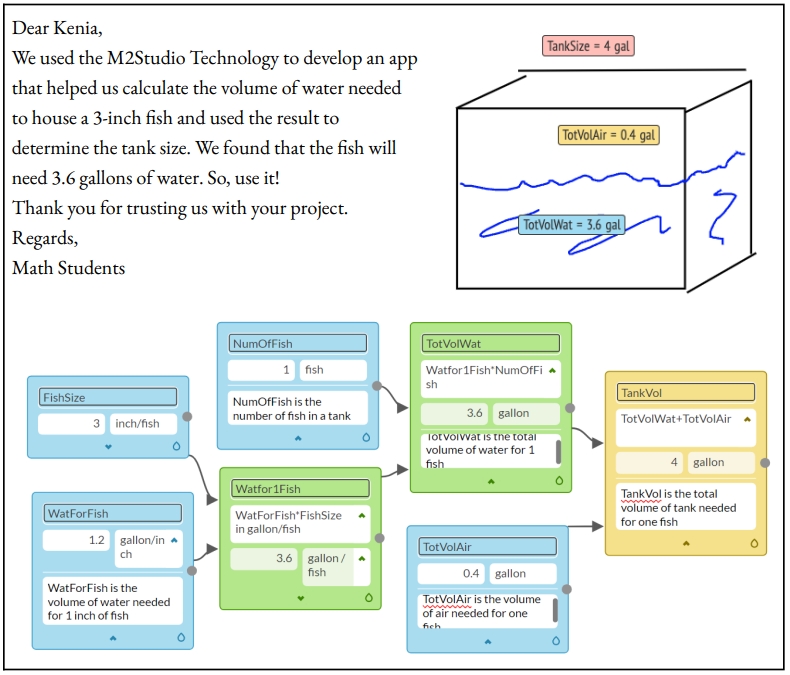 Dear Kenia,
We used the M2Studio Technology to develop an app
that helped us calculate the volume of water needed
to house a 3-inch fish and used the result to
determine the tank size. We found that the fish will
need 3.6 gallons of water. So, use it!
Thank you for trusting us with your project.
Regards,
Math Students
TankSize = 4 gal
TotVolAir = 0.4 gal
TotVolWat = 3.6 gal
FishSize
3 inch/fish
WatForFish
1.2 gallon/in
ch
WatForFish is the
volume of water needed
for 1 inch of fish
NumOfFish
1 fish
NumOfFish is the
number of fish in a tank
Watfor1Fish
WatForFish*FishSize
in gallon/fish
3.6 gallon /
fish
TotVolWat
Watfor1Fish*NumOfFi
sh
3.6 gallon
TotVolWat is the total
volume of water for 1
fish
TotVolAir
0.4 gallon
TotVolAir is the volume
of air needed for one
fish
TankVol
TotVolWat+TotVolAir
4 gallon
TankVol is the total
volume of tank needed
for one fish